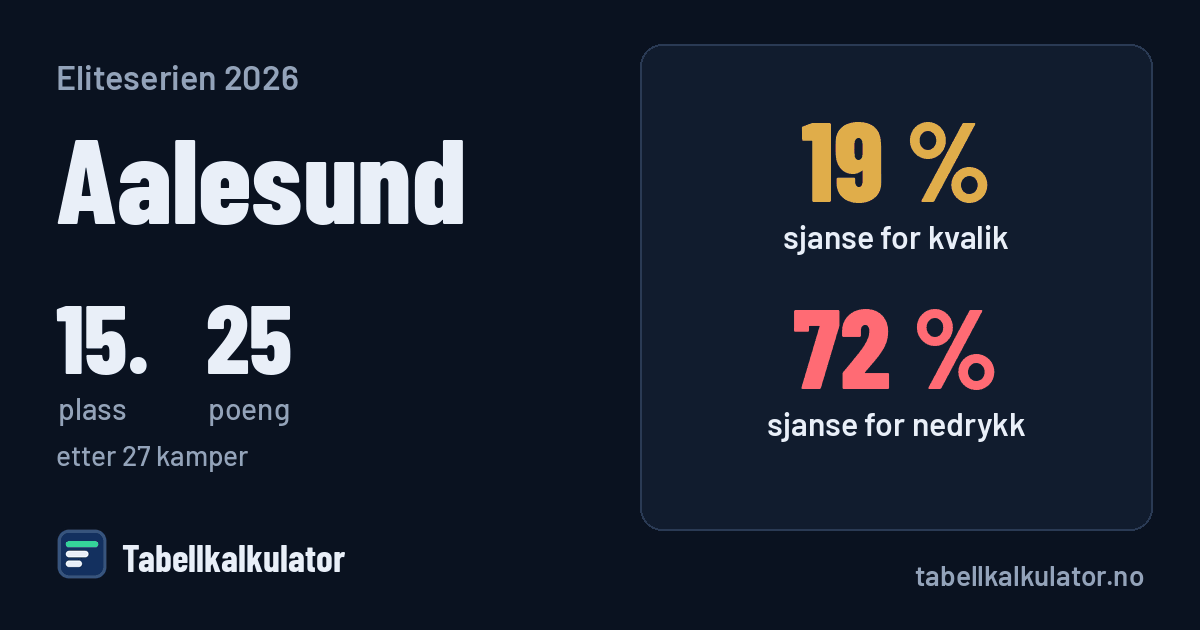 Eliteserien 2026
Aalesund
15. 25
plass poeng
etter 27 kamper
Tabellkalkulator
19 %
sjanse for kvalik
72 %
sjanse for nedrykk
tabellkalkulator.no